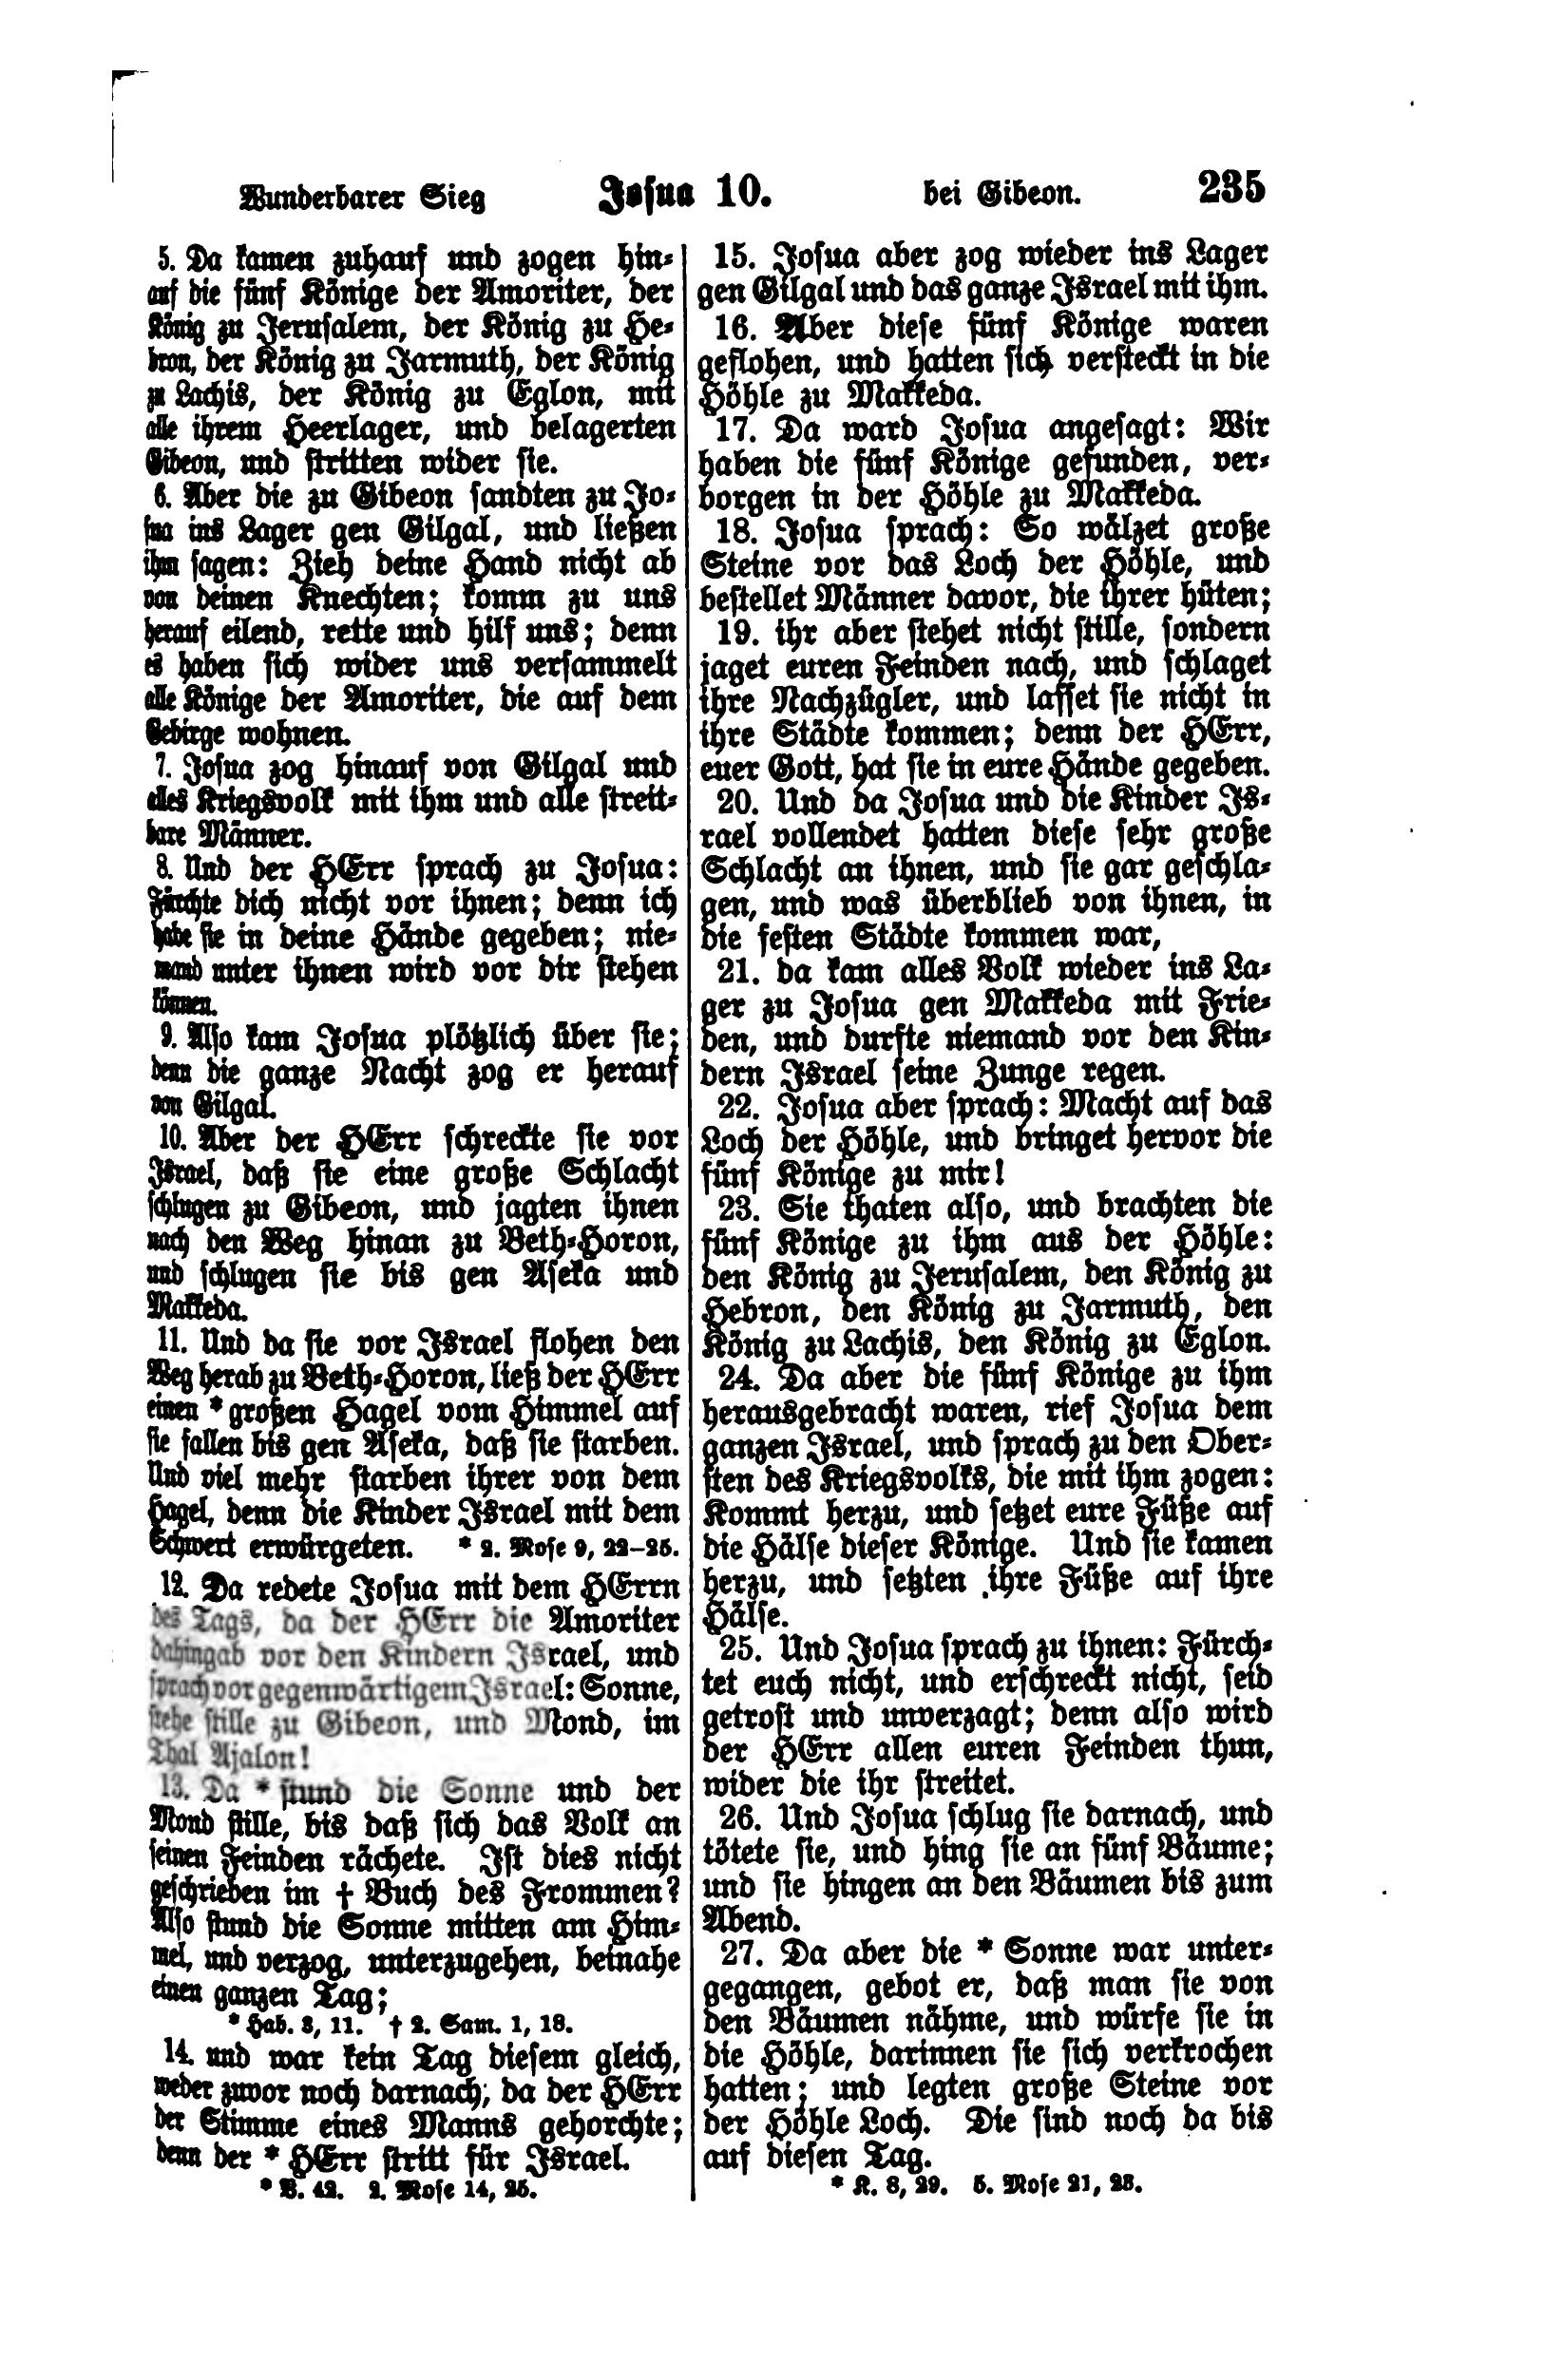 Wunderbarer Sieg Josua 10. bei Gibeon. 235
5. Da kamen zuhauf und zogen hin-
auf die fünf Könige der Amoriter, der
König zu Jerusalem, der König zu He-
bron, der König zu Jarmuth, der König
zu Lachis, der König zu Eglon, mit
alle ihrem Heerlager, und belagerten
Gibeon, und stritten wider sie.
6. Aber die zu Gibeon sandten zu Jo-
sua ins Lager gen Gilgal, und ließen
ihm sagen: Zieh deine Hand nicht ab
von deinen Knechten; komm zu uns
herauf eilend, rette und hilf uns; denn
es haben sich wider uns versammelt
alle Könige der Amoriter, die auf dem
Gebirge wohnen.
7. Josua zog hinauf von Gilgal und
alles Kriegsvolk mit ihm und alle streit-
bare Männer.
8. Und der HErr sprach zu Josua:
Fürchte dich nicht vor ihnen; denn ich
habe sie in deine Hände gegeben; nie-
mand unter ihnen wird vor dir stehen
können.
9. Also kam Josua plötzlich über sie;
denn die ganze Nacht zog er herauf
von Gilgal.
10. Aber der HErr schreckte sie vor
Israel, daß sie eine große Schlacht
schlugen zu Gibeon, und jagten ihnen
nach den Weg hinan zu Beth-Horon,
und schlugen sie bis gen Aseka und
Makkeda.
11. Und da sie vor Israel flohen den
Weg herab zu Beth-Horon, ließ der HErr
einen * großen Hagel vom Himmel auf
sie fallen bis gen Aseka, daß sie starben.
Und viel mehr starben ihrer von dem
Hagel, denn die Kinder Israel mit dem
Schwert erwürgeten. * 2. Mose 9, 22–25.
12. Da redete Josua mit dem HErrn
des Tags, da der HErr die Amoriter
dahingab vor den Kindern Israel, und
sprach vor gegenwärtigem Israel: Sonne,
stehe stille zu Gibeon, und Mond, im
Thal Ajalon!
13. Da * stund die Sonne und der
Mond stille, bis daß sich das Volk an
seinen Feinden rächete. Ist dies nicht
geschrieben im † Buch des Frommen?
Also stund die Sonne mitten am Him-
mel, und verzog, unterzugehen, beinahe
einen ganzen Tag;
* Hab. 3, 11. † 2. Sam. 1, 18.
14. und war kein Tag diesem gleich,
weder zuvor noch darnach, da der HErr
der Stimme eines Manns gehorchte;
denn der * HErr stritt für Israel.
* V. 42. 2. Mose 14, 25.
15. Josua aber zog wieder ins Lager
gen Gilgal und das ganze Israel mit ihm.
16. Aber diese fünf Könige waren
geflohen, und hatten sich versteckt in die
Höhle zu Makkeda.
17. Da ward Josua angesagt: Wir
haben die fünf Könige gefunden, ver-
borgen in der Höhle zu Makkeda.
18. Josua sprach: So wälzet große
Steine vor das Loch der Höhle, und
bestellet Männer davor, die ihrer hüten;
19. ihr aber stehet nicht stille, sondern
jaget euren Feinden nach, und schlaget
ihre Nachzügler, und lasset sie nicht in
ihre Städte kommen; denn der HErr,
euer Gott, hat sie in eure Hände gegeben.
20. Und da Josua und die Kinder Is-
rael vollendet hatten diese sehr große
Schlacht an ihnen, und sie gar geschla-
gen, und was überblieb von ihnen, in
die festen Städte kommen war,
21. da kam alles Volk wieder ins La-
ger zu Josua gen Makkeda mit Frie-
den, und durfte niemand vor den Kin-
dern Israel seine Zunge regen.
22. Josua aber sprach: Macht auf das
Loch der Höhle, und bringet hervor die
fünf Könige zu mir!
23. Sie thaten also, und brachten die
fünf Könige zu ihm aus der Höhle:
den König zu Jerusalem, den König zu
Hebron, den König zu Jarmuth, den
König zu Lachis, den König zu Eglon.
24. Da aber die fünf Könige zu ihm
herausgebracht waren, rief Josua dem
ganzen Israel, und sprach zu den Ober-
sten des Kriegsvolks, die mit ihm zogen:
Kommt herzu, und setzet eure Füße auf
die Hälse dieser Könige. Und sie kamen
herzu, und setzten ihre Füße auf ihre
Hälse.
25. Und Josua sprach zu ihnen: Fürch-
tet euch nicht, und erschreckt nicht, seid
getrost und unverzagt; denn also wird
der HErr allen euren Feinden thun,
wider die ihr streitet.
26. Und Josua schlug sie darnach, und
tötete sie, und hing sie an fünf Bäume;
und sie hingen an den Bäumen bis zum
Abend.
27. Da aber die * Sonne war unter-
gegangen, gebot er, daß man sie von
den Bäumen nähme, und würfe sie in
die Höhle, darinnen sie sich verkrochen
hatten; und legten große Steine vor
der Höhle Loch. Die sind noch da bis
auf diesen Tag.
* K. 8, 29. 5. Mose 21, 23.